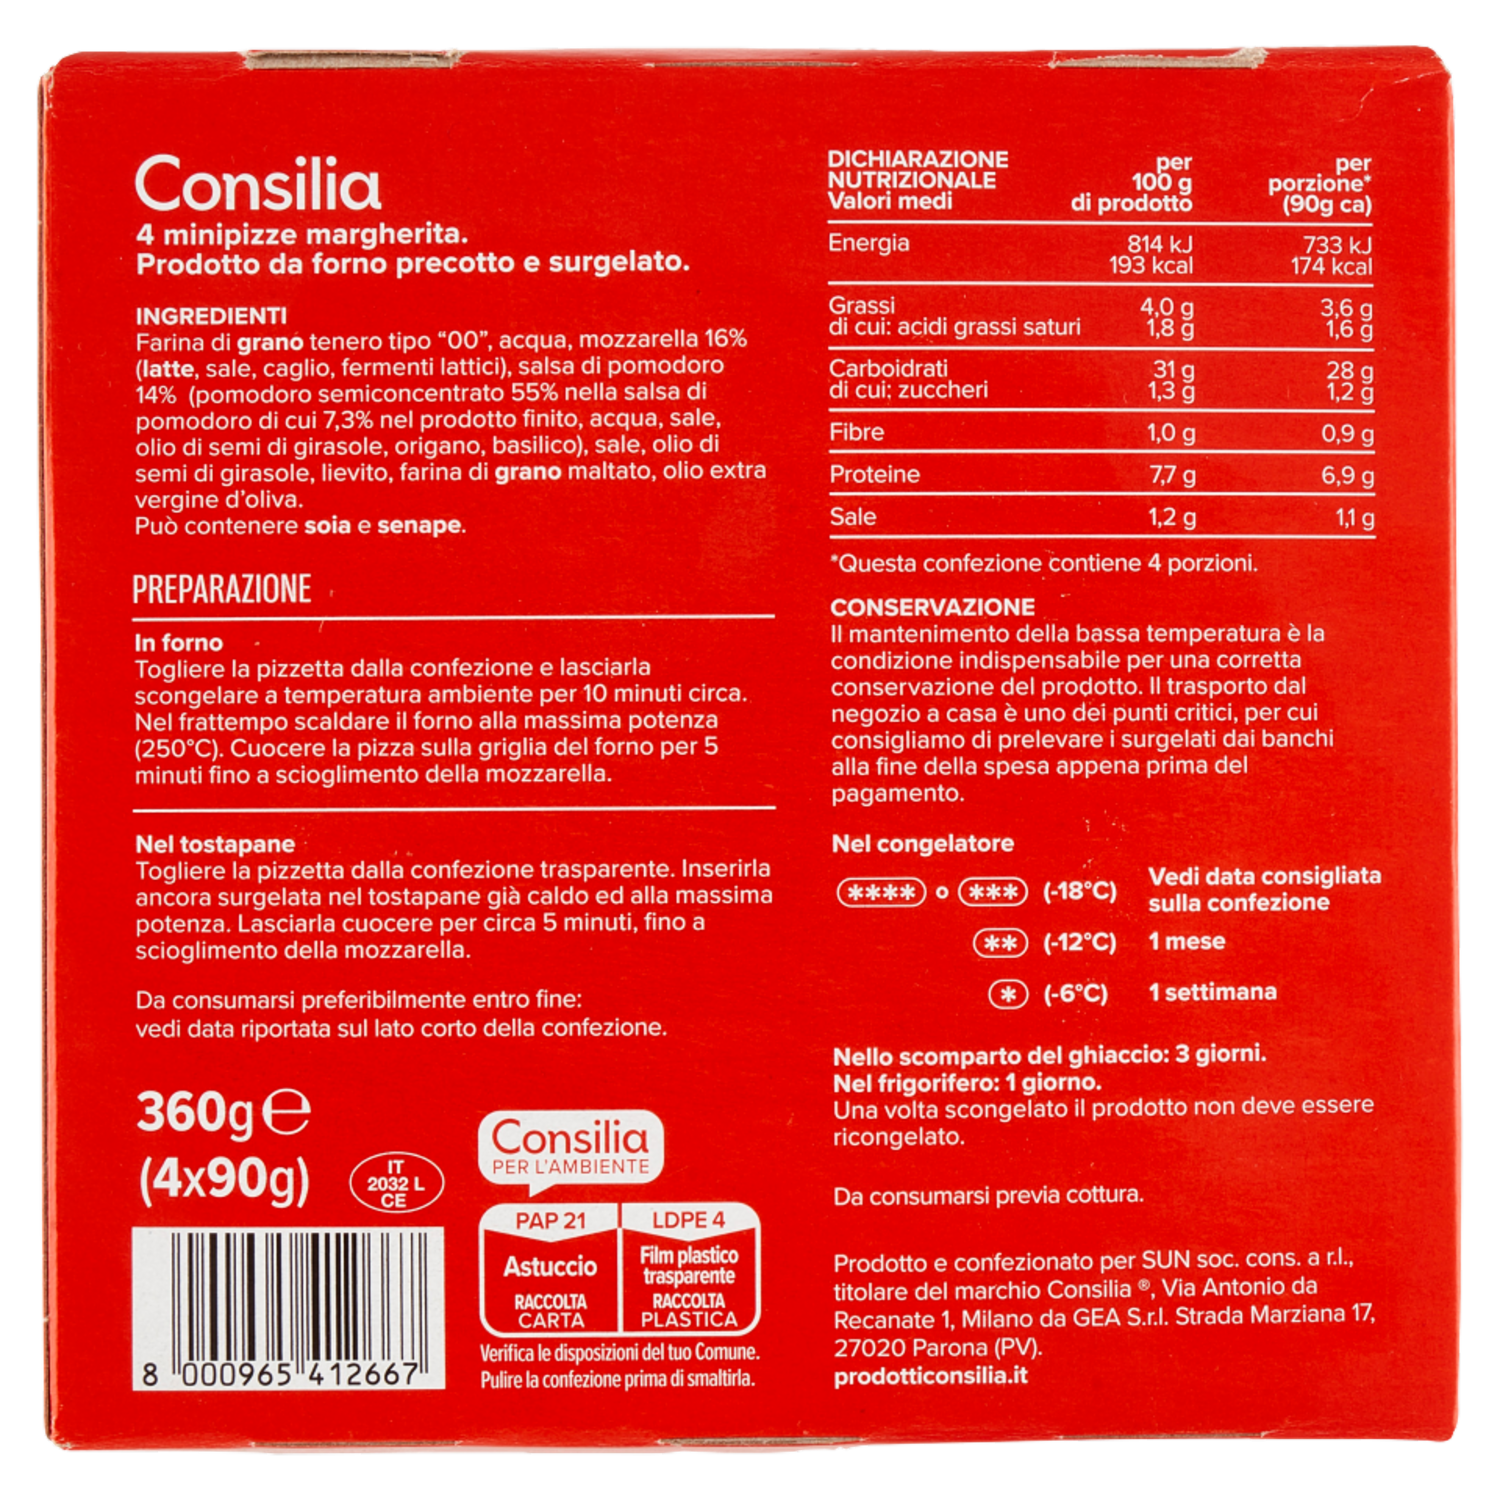 Consilia
4 minipizze margherita.
Prodotto da forno precotto e surgelato.
INGREDIENTI
Farina di grano tenero tipo “00”, acqua, mozzarella 16%
(latte, sale, caglio, fermenti lattici), salsa di pomodoro
14% (pomodoro semiconcentrato 55% nella salsa di
pomodoro di cui 7,3% nel prodotto finito, acqua, sale,
olio di semi di girasole, origano, basilico), sale, olio di
semi di girasole, lievito, farina di grano maltato, olio extra
vergine d’oliva.
Può contenere soia e senape.
PREPARAZIONE
In forno
Togliere la pizzetta dalla confezione e lasciarla
scongelare a temperatura ambiente per 10 minuti circa.
Nel frattempo scaldare il forno alla massima potenza
(250°C). Cuocere la pizza sulla griglia del forno per 5
minuti fino a scioglimento della mozzarella.
Nel tostapane
Togliere la pizzetta dalla confezione trasparente. Inserirla
ancora surgelata nel tostapane già caldo ed alla massima
potenza. Lasciarla cuocere per circa 5 minuti, fino a
scioglimento della mozzarella.
Da consumarsi preferibilmente entro fine:
vedi data riportata sul lato corto della confezione.
360g ℮
(4x90g)
IT
2032 L
CE
8 000965 412667
Consilia
PER L’AMBIENTE
PAP 21 LDPE 4
Astuccio Film plastico
trasparente
RACCOLTA RACCOLTA
CARTA PLASTICA
Verifica le disposizioni del tuo Comune.
Pulire la confezione prima di smaltirla.
DICHIARAZIONE per per
NUTRIZIONALE 100 g porzione*
Valori medi di prodotto (90g ca)
Energia 814 kJ 733 kJ
193 kcal 174 kcal
Grassi 4,0 g 3,6 g
di cui: acidi grassi saturi 1,8 g 1,6 g
Carboidrati 31 g 28 g
di cui: zuccheri 1,3 g 1,2 g
Fibre 1,0 g 0,9 g
Proteine 7,7 g 6,9 g
Sale 1,2 g 1,1 g
*Questa confezione contiene 4 porzioni.
CONSERVAZIONE
Il mantenimento della bassa temperatura è la
condizione indispensabile per una corretta
conservazione del prodotto. Il trasporto dal
negozio a casa è uno dei punti critici, per cui
consigliamo di prelevare i surgelati dai banchi
alla fine della spesa appena prima del
pagamento.
Nel congelatore
**** o *** (-18°C) Vedi data consigliata
sulla confezione
** (-12°C) 1 mese
* (-6°C) 1 settimana
Nello scomparto del ghiaccio: 3 giorni.
Nel frigorifero: 1 giorno.
Una volta scongelato il prodotto non deve essere
ricongelato.
Da consumarsi previa cottura.
Prodotto e confezionato per SUN soc. cons. a r.l.,
titolare del marchio Consilia ®, Via Antonio da
Recanate 1, Milano da GEA S.r.l. Strada Marziana 17,
27020 Parona (PV).
prodotticonsilia.it